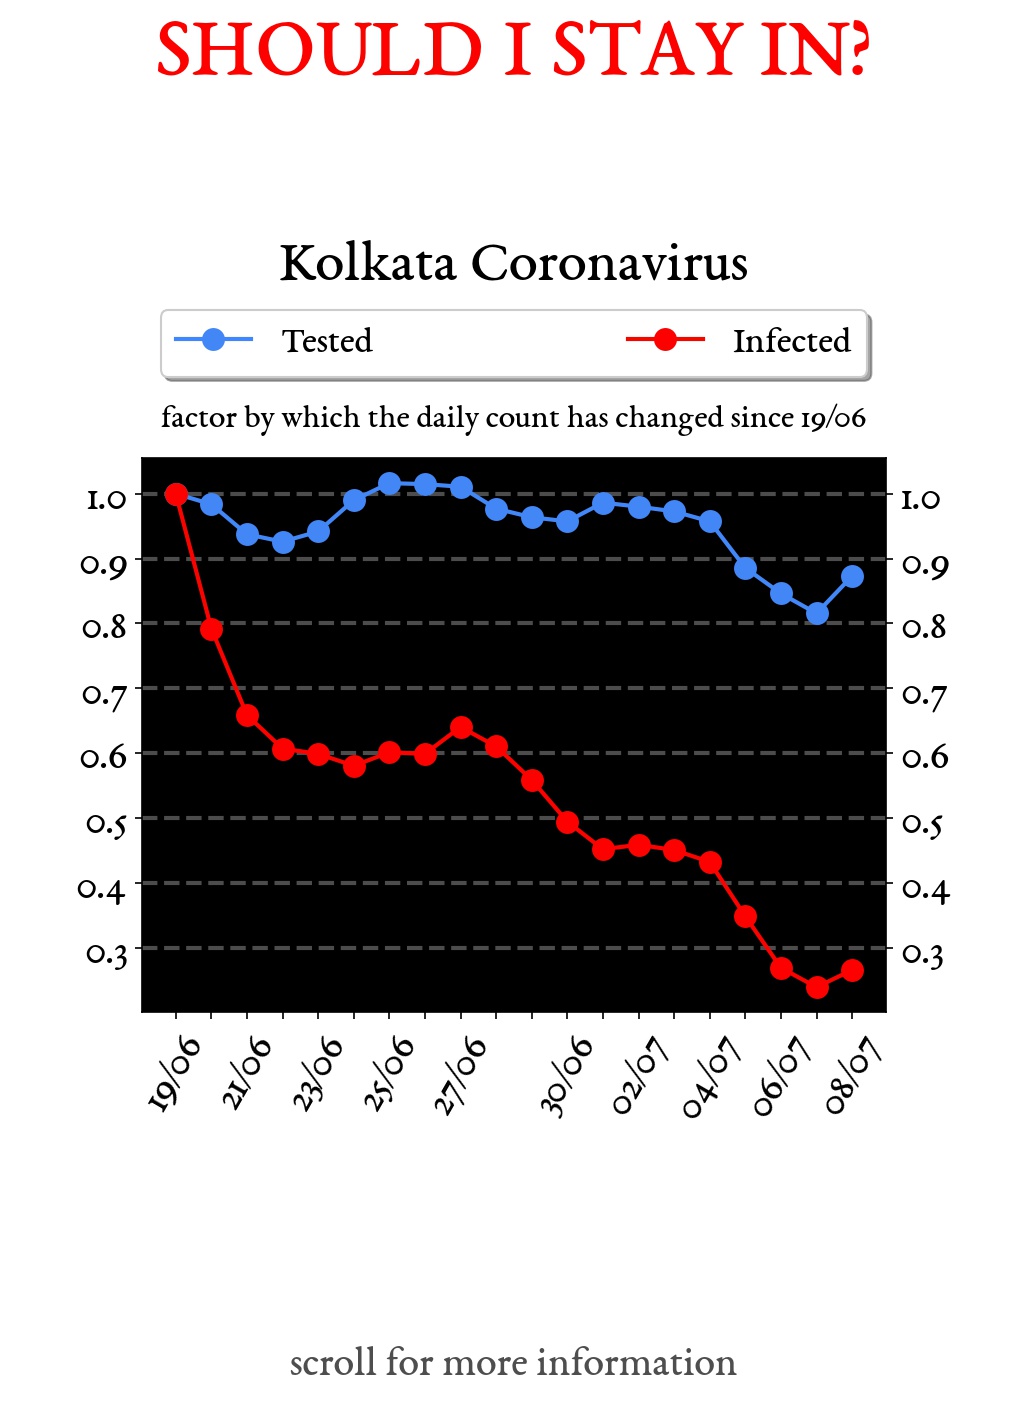 SHOULD I STAY IN?
Kolkata Coronavirus
Tested Infected
factor by which the daily count has changed since 19/06
1.0 1.0
0.9 0.9
0.8 0.8
0.7 0.7
0.6 0.6
0.5 0.5
0.4 0.4
0.3 0.3
19/06 21/06 23/06 25/06 27/06 30/06 02/07 04/07 06/07 08/07
scroll for more information